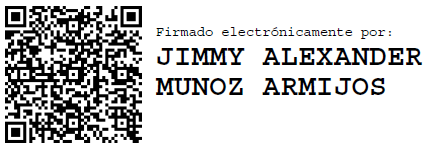 Firmado electrónicamente por:
JIMMY ALEXANDER
MUNOZ ARMIJOS